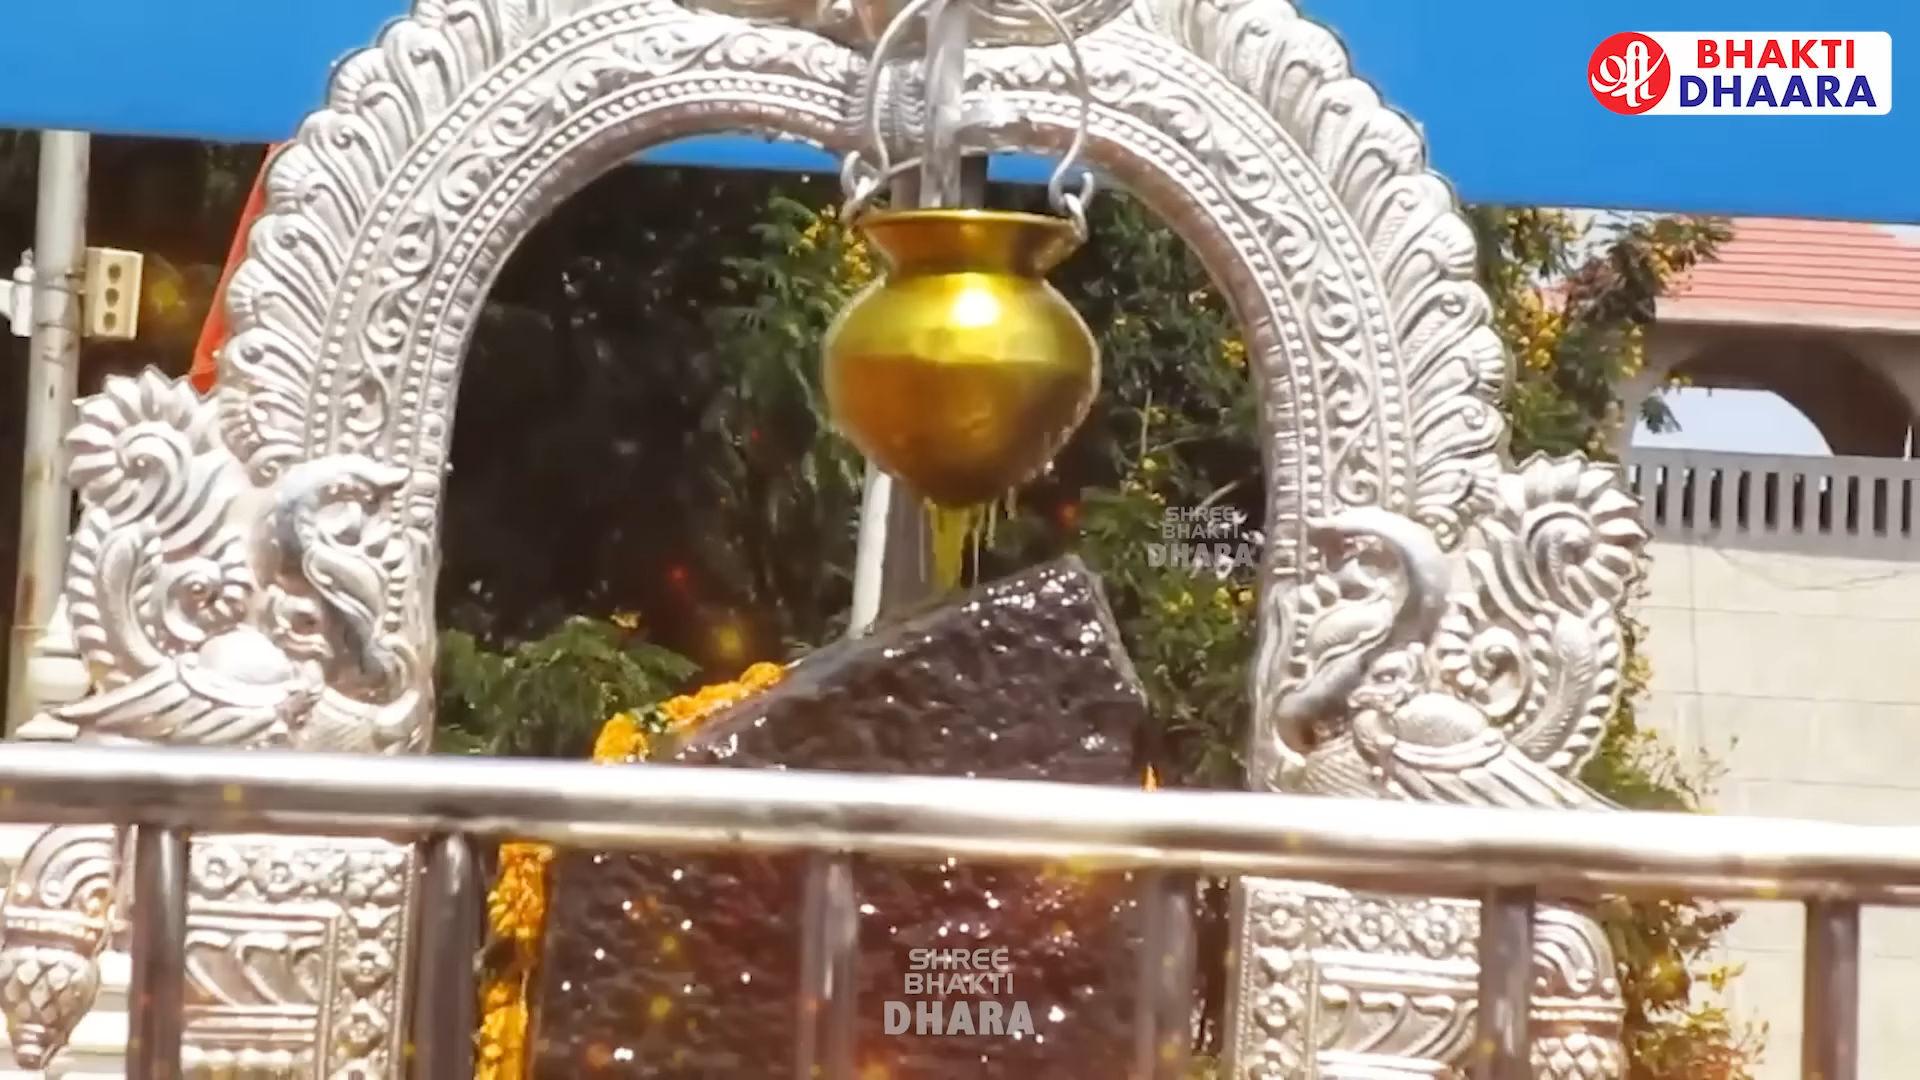 श्री
BHAKTI
DHAARA
SHREE
BHAKTI
DHARA
SHREE
BHAKTI
DHARA